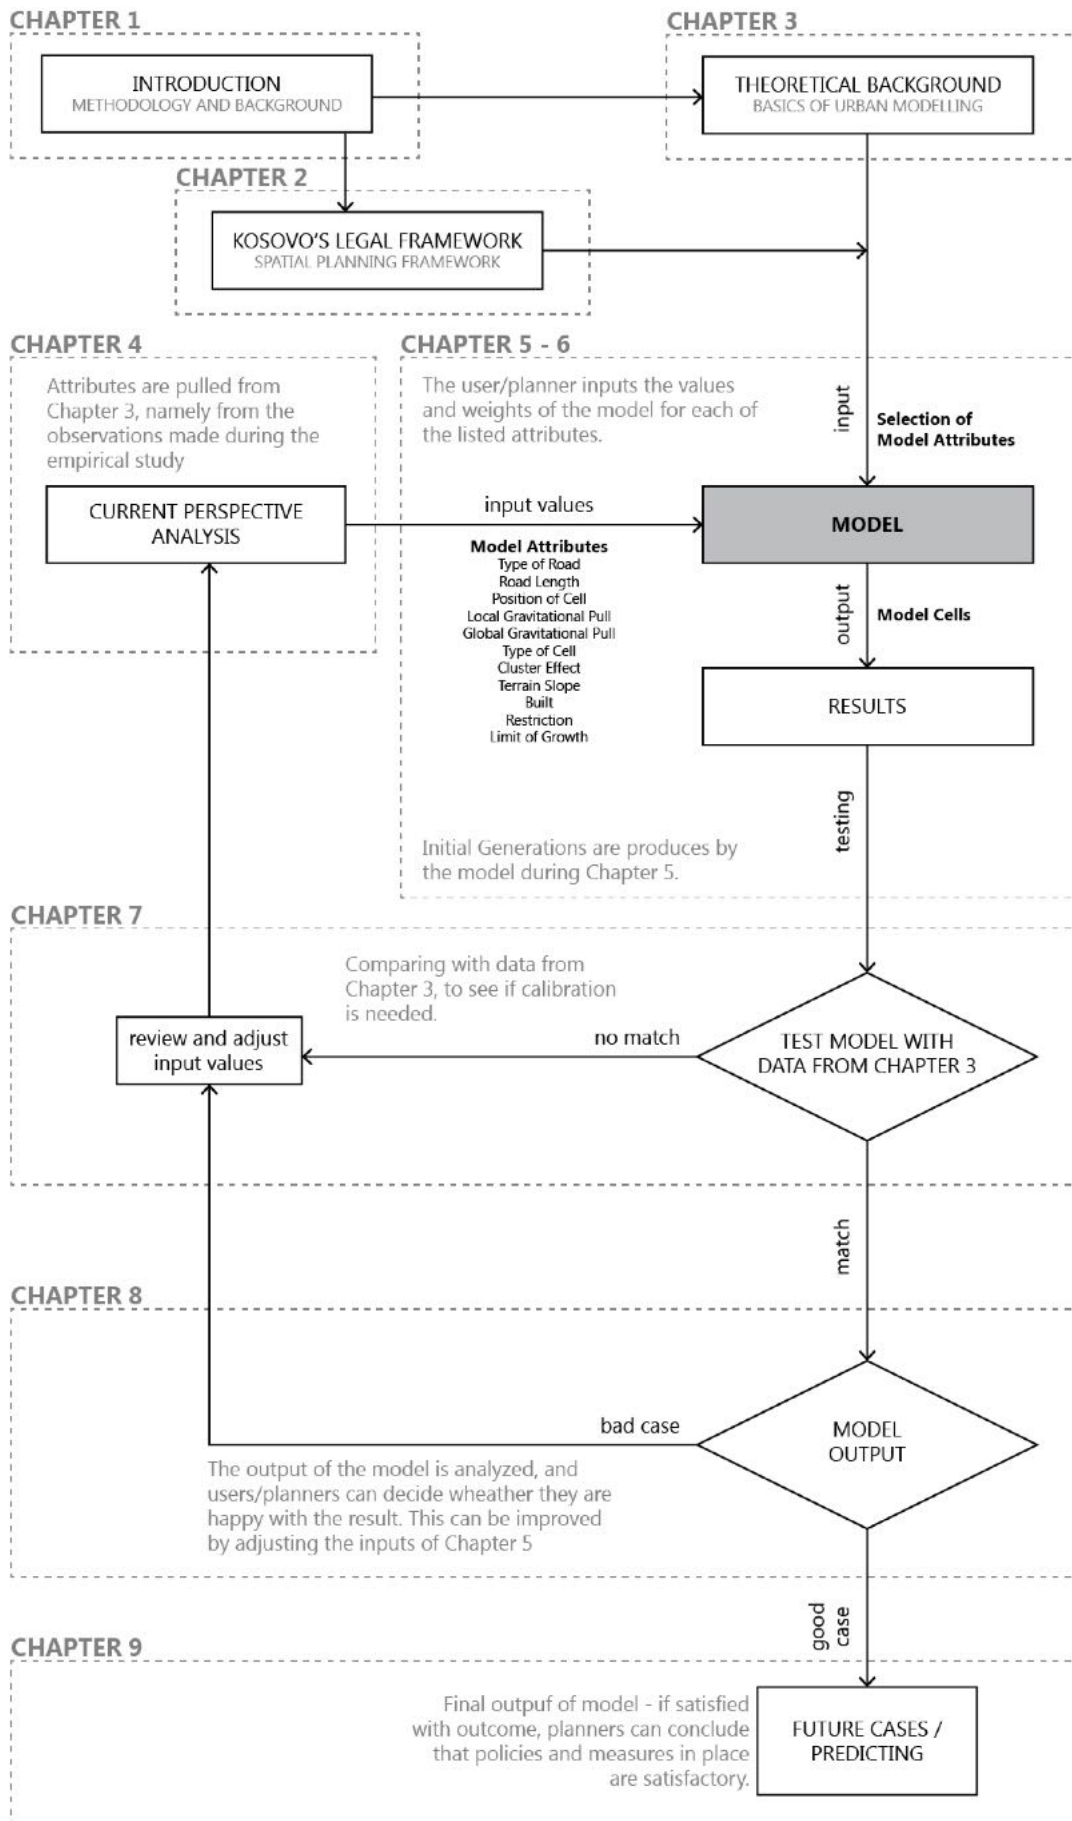 CHAPTER 1
INTRODUCTION
METHODOLOGY AND BACKGROUND
CHAPTER 3
THEORETICAL BACKGROUND
BASICS OF URBAN MODELLING
CHAPTER 2
KOSOVO'S LEGAL FRAMEWORK
SPATIAL PLANNING FRAMEWORK
CHAPTER 4
Attributes are pulled from
Chapter 3, namely from the
observations made during the
empirical study
CURRENT PERSPECTIVE
ANALYSIS
CHAPTER 5 - 6
The user/planner inputs the values
and weights of the model for each of
the listed attributes.
input
Selection of
Model Attributes
input values
Model Attributes
Type of Road
Road Length
Position of Cell
Local Gravitational Pull
Global Gravitational Pull
Type of Cell
Cluster Effect
Terrain Slope
Built
Restriction
Limit of Growth
MODEL
output
Model Cells
RESULTS
testing
Initial Generations are produces by
the model during Chapter 5.
CHAPTER 7
Comparing with data from
Chapter 3, to see if calibration
is needed.
review and adjust
input values
no match
TEST MODEL WITH
DATA FROM CHAPTER 3
match
CHAPTER 8
bad case
MODEL
OUTPUT
The output of the model is analyzed, and
users/planners can decide wheather they are
happy with the result. This can be improved
by adjusting the inputs of Chapter 5
good
case
CHAPTER 9
Final outpuf of model - if satisfied
with outcome, planners can conclude
that policies and measures in place
are satisfactory.
FUTURE CASES /
PREDICTING